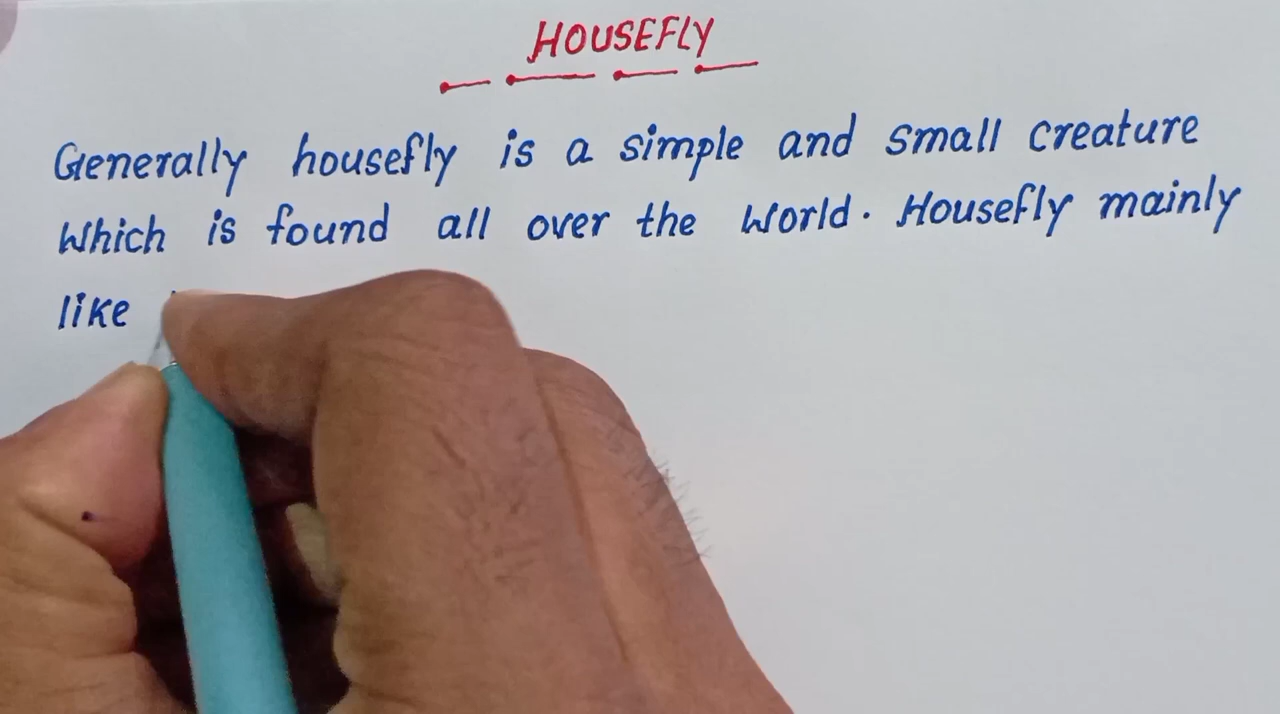 HOUSEFLY
Generally housefly is a simple and small creature
which is found all over the world. Housefly mainly
like